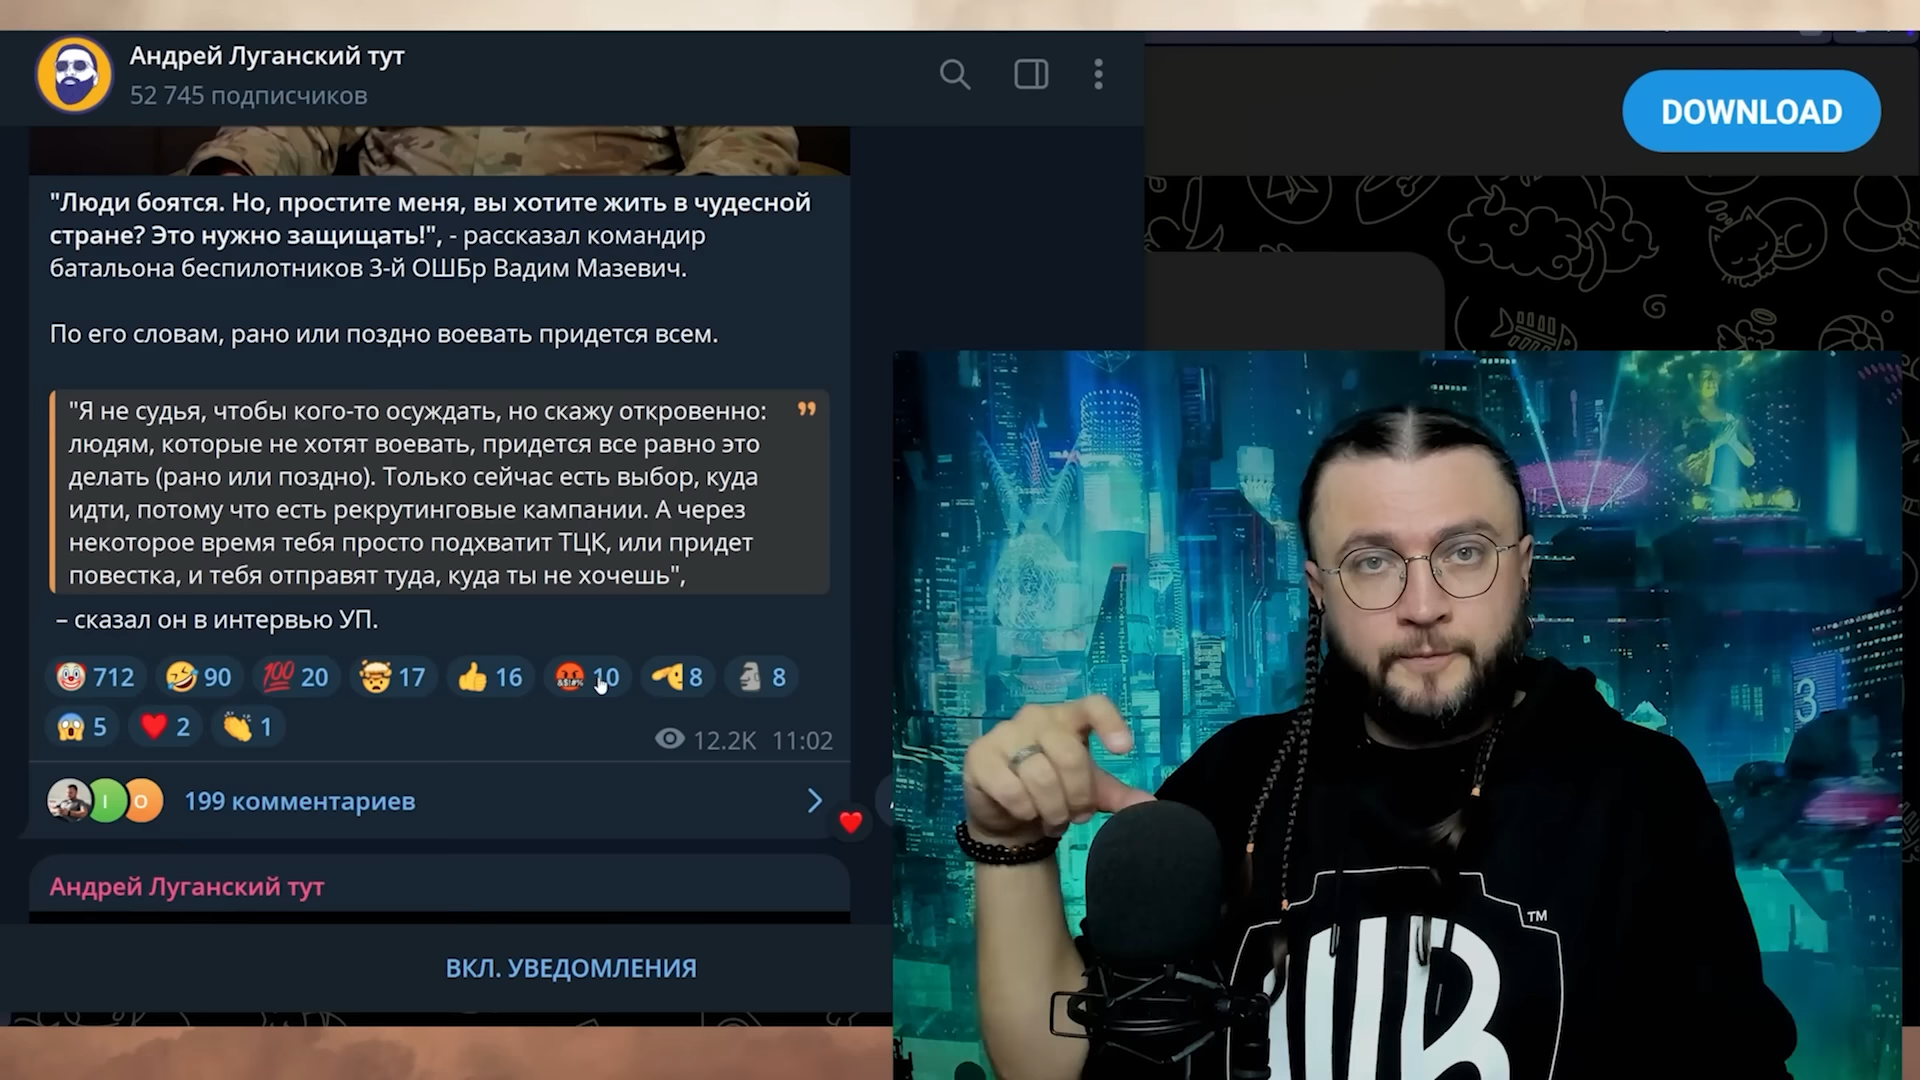 Андрей Луганский тут
52 745 подписчиков
DOWNLOAD
"Люди боятся. Но, простите меня, вы хотите жить в чудесной
стране? Это нужно защищать!", - рассказал командир
батальона беспилотников 3-й ОШБр Вадим Мазевич.
По его словам, рано или поздно воевать придется всем.
"Я не судья, чтобы кого-то осуждать, но скажу откровенно:
людям, которые не хотят воевать, придется все равно это
делать (рано или поздно). Только сейчас есть выбор, куда
идти, потому что есть рекрутинговые кампании. А через
некоторое время тебя просто подхватит ТЦК, или придет
повестка, и тебя отправят туда, куда ты не хочешь",
– сказал он в интервью УП.
712 90 💯 20 17 16 10 8 8
5 2 1
12.2K 11:02
I O 199 комментариев
Андрей Луганский тут
ВКЛ. УВЕДОМЛЕНИЯ
3
TM
WB